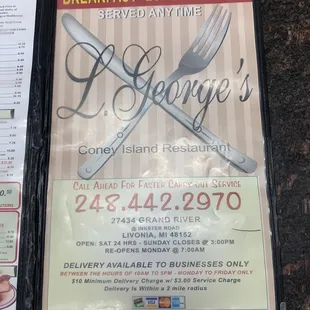 BREAKFAST
SERVED ANYTIME
L. George's
Coney Island Restaurant
CALL AHEAD FOR FASTER CARRY-OUT SERVICE
248.442.2970
27434 GRAND RIVER
@ INKSTER ROAD
LIVONIA, MI 48152
OPEN: SAT 24 HRS - SUNDAY CLOSES @ 3:00PM
RE-OPENS MONDAY @ 7:00AM
DELIVERY AVAILABLE TO BUSINESSES ONLY
BETWEEN THE HOURS OF 10AM TO 5PM - MONDAY TO FRIDAY ONLY
$10 Minimum Delivery Charge w/ $3.00 Service Charge
Delivery Is Within a 3 mile radius